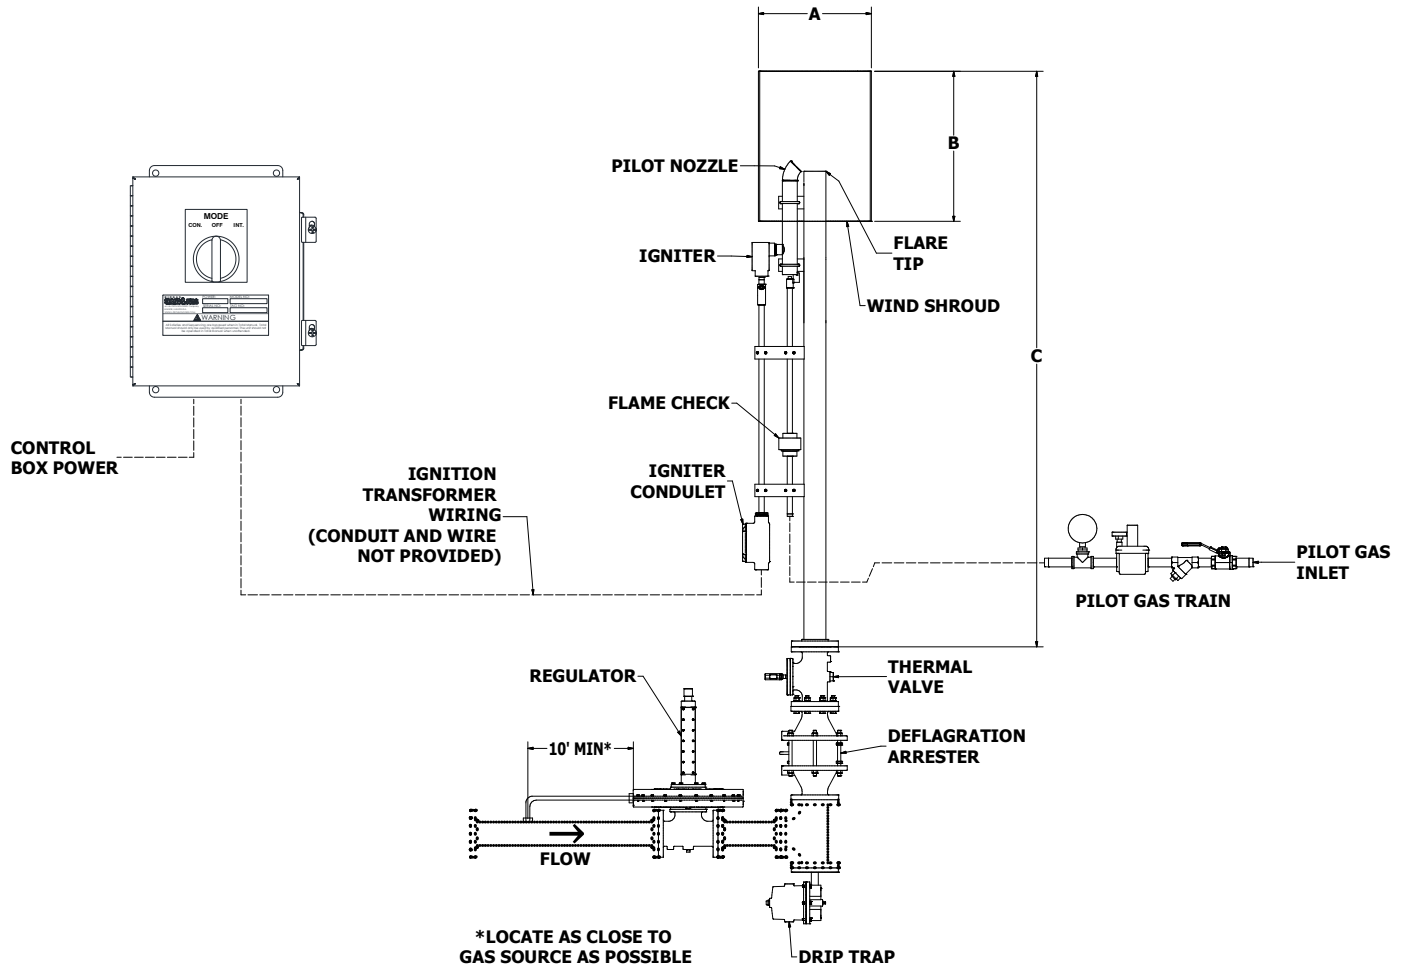 A
B
C
PILOT NOZZLE
IGNITER
FLARE
TIP
WIND SHROUD
MODE
CON. OFF INT.
WARNING
FLAME CHECK
CONTROL
BOX POWER
IGNITION
TRANSFORMER
WIRING
(CONDUIT AND WIRE
NOT PROVIDED)
IGNITER
CONDULET
PILOT GAS
INLET
PILOT GAS TRAIN
THERMAL
VALVE
REGULATOR
DEFLAGRATION
ARRESTER
10' MIN*
FLOW
*LOCATE AS CLOSE TO
GAS SOURCE AS POSSIBLE
DRIP TRAP